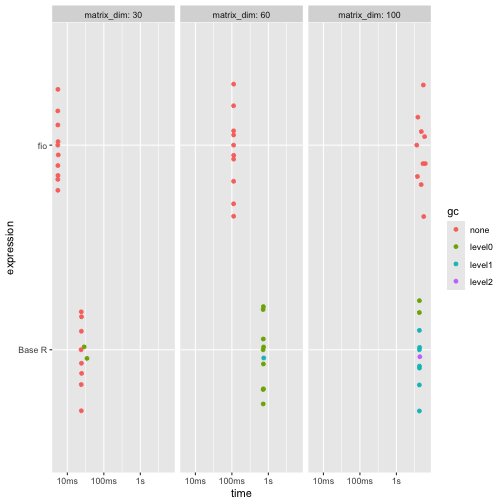 matrix_dim: 30 matrix_dim: 60 matrix_dim: 100
fio
Base R
expression
gc
none
level0
level1
level2
10ms 100ms 1s 10ms 100ms 1s 10ms 100ms 1s
time